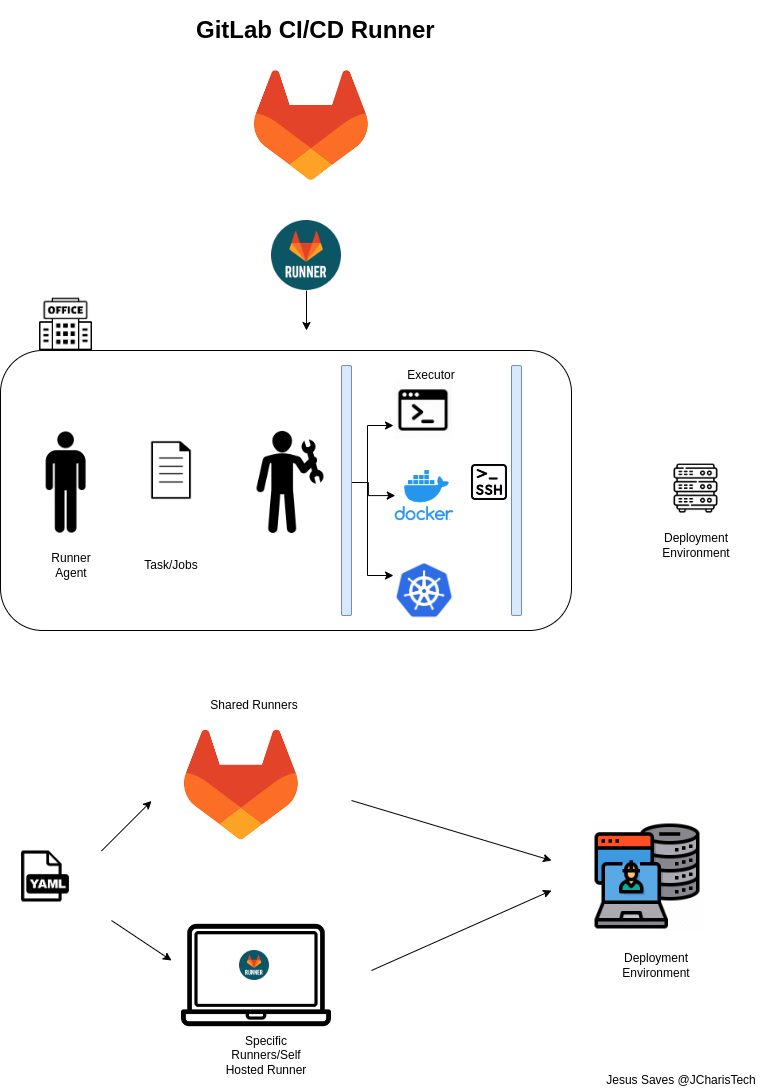 GitLab CI/CD Runner
RUNNER
OFFICE
Executor
>_
>_
SSH
docker
Runner
Agent
Task/Jobs
Deployment
Environment
Shared Runners
YAML
RUNNER
Specific
Runners/Self
Hosted Runner
Deployment
Environment
Jesus Saves @JCharisTech